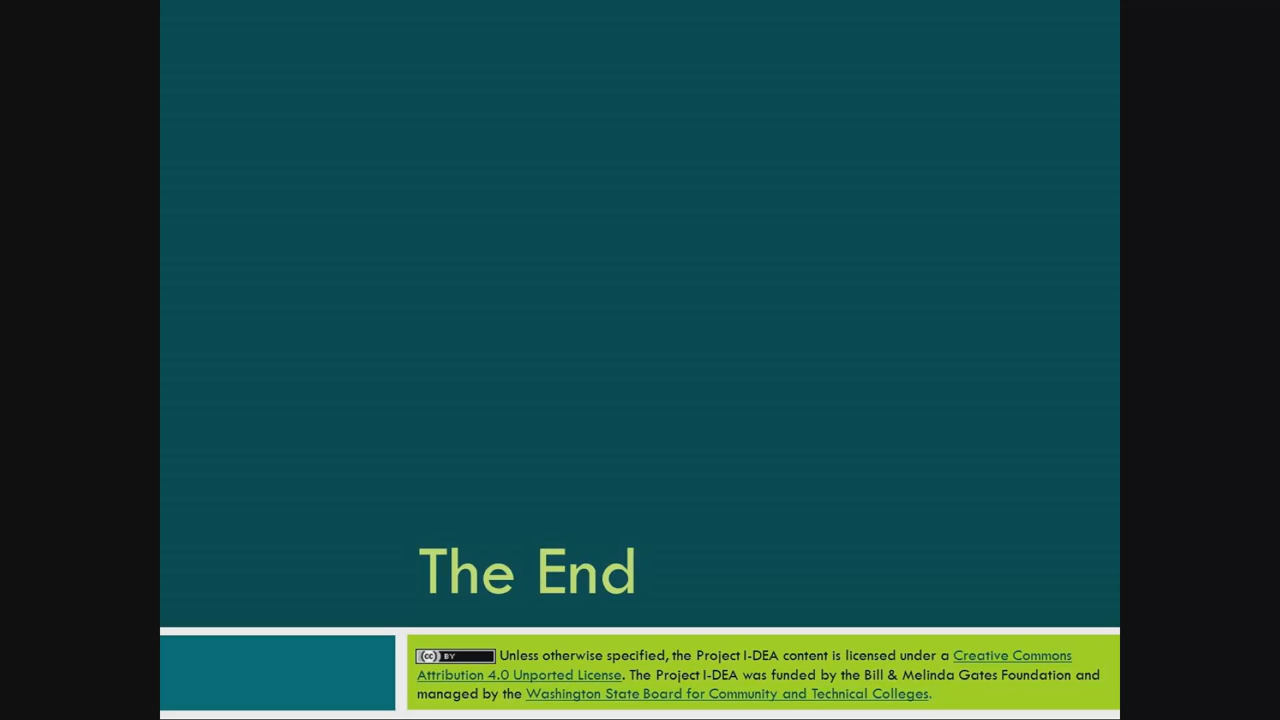 The End
(cc) BY Unless otherwise specified, the Project I-DEA content is licensed under a Creative Commons
Attribution 4.0 Unported License. The Project I-DEA was funded by the Bill & Melinda Gates Foundation and
managed by the Washington State Board for Community and Technical Colleges.